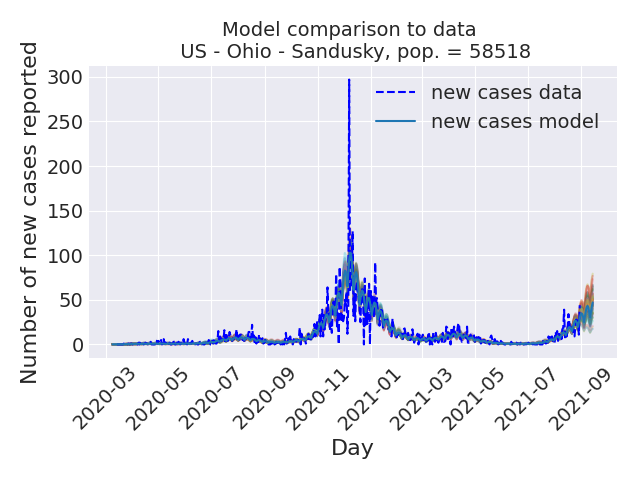 Model comparison to data
US - Ohio - Sandusky, pop. = 58518
Number of new cases reported
300
250
200
150
100
50
0
new cases data
new cases model
2020-03
2020-05
2020-07
2020-09
2020-11
2021-01
2021-03
2021-05
2021-07
2021-09
Day